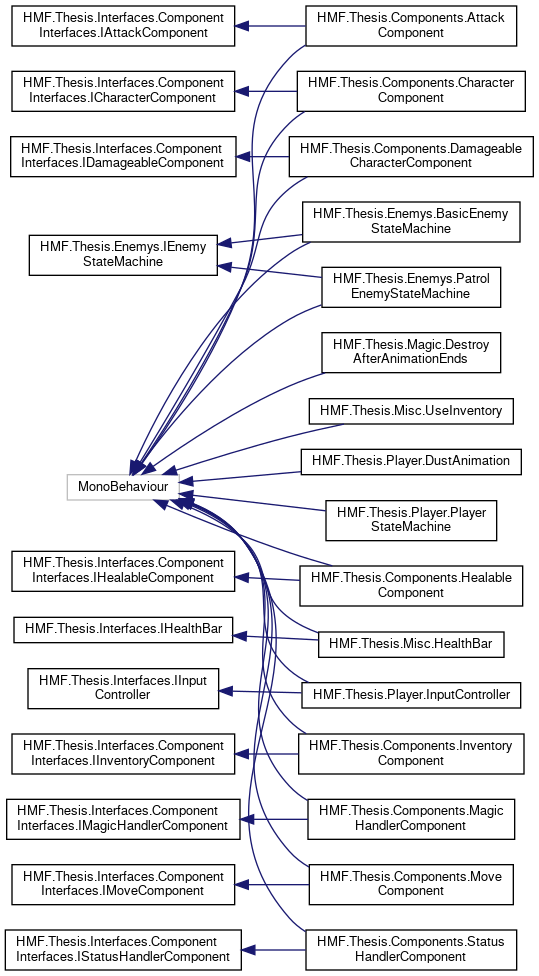 HMF.Thesis.Interfaces.Component
Interfaces.IAttackComponent
HMF.Thesis.Components.Attack
Component
HMF.Thesis.Interfaces.Component
Interfaces.ICharacterComponent
HMF.Thesis.Components.Character
Component
HMF.Thesis.Interfaces.Component
Interfaces.IDamageableComponent
HMF.Thesis.Components.Damageable
CharacterComponent
HMF.Thesis.Enemys.IEnemy
StateMachine
HMF.Thesis.Enemys.BasicEnemy
StateMachine
HMF.Thesis.Enemys.Patrol
EnemyStateMachine
HMF.Thesis.Magic.Destroy
AfterAnimationEnds
HMF.Thesis.Misc.UseInventory
HMF.Thesis.Player.DustAnimation
MonoBehaviour
HMF.Thesis.Player.Player
StateMachine
HMF.Thesis.Interfaces.Component
Interfaces.IHealableComponent
HMF.Thesis.Components.Healable
Component
HMF.Thesis.Interfaces.IHealthBar
HMF.Thesis.Misc.HealthBar
HMF.Thesis.Interfaces.IInput
Controller
HMF.Thesis.Player.InputController
HMF.Thesis.Interfaces.Component
Interfaces.IInventoryComponent
HMF.Thesis.Components.Inventory
Component
HMF.Thesis.Interfaces.Component
Interfaces.IMagicHandlerComponent
HMF.Thesis.Components.Magic
HandlerComponent
HMF.Thesis.Interfaces.Component
Interfaces.IMoveComponent
HMF.Thesis.Components.Move
Component
HMF.Thesis.Interfaces.Component
Interfaces.IStatusHandlerComponent
HMF.Thesis.Components.Status
HandlerComponent